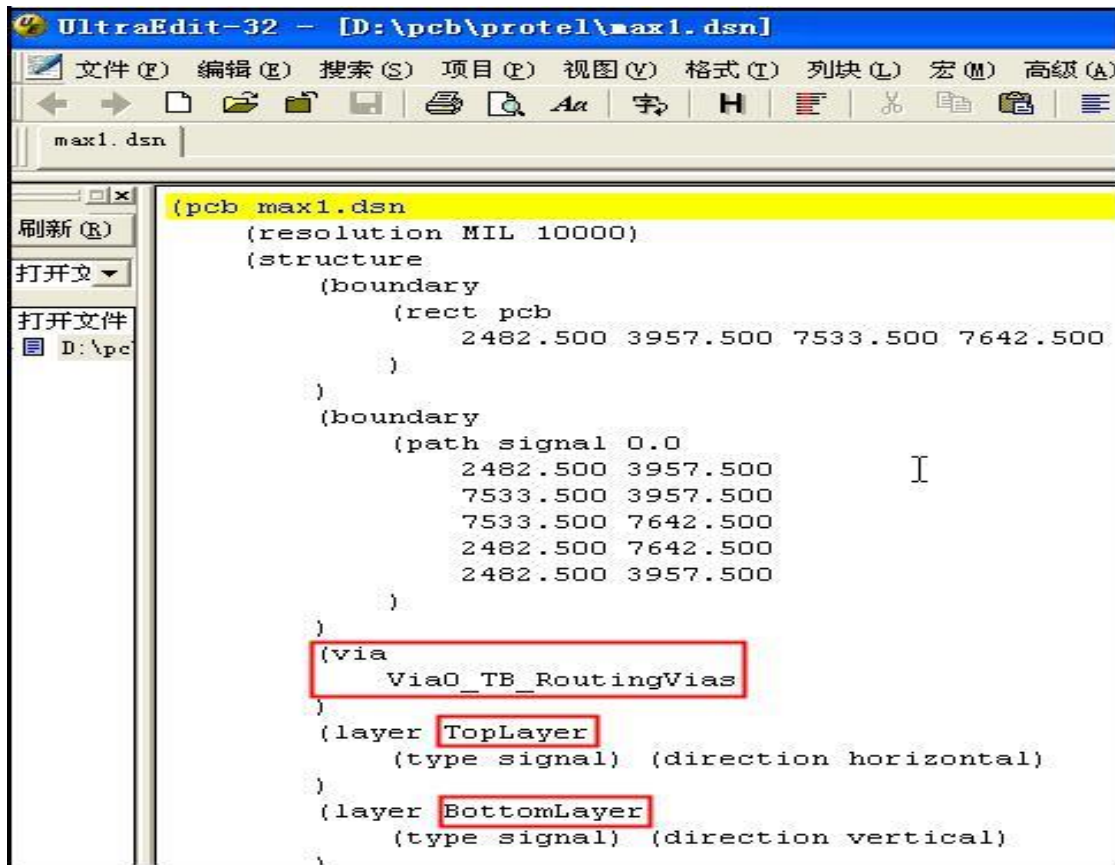 UltraEdit-32 - [D:\pcb\protel\max1.dsn]
文件(F) 编辑(E) 搜索(S) 项目(P) 视图(V) 格式(T) 列块(L) 宏(M) 高级(A)
Aa 字 H
max1.dsn
刷新(R)
打开文
打开文件
D:\pc
(pcb max1.dsn
(resolution MIL 10000)
(structure
(boundary
(rect pcb
2482.500 3957.500 7533.500 7642.500
)
)
(boundary
(path signal 0.0
2482.500 3957.500
7533.500 3957.500
7533.500 7642.500
2482.500 7642.500
2482.500 3957.500
)
)
(via
Via0_TB_RoutingVias
)
(layer TopLayer
(type signal) (direction horizontal)
)
(layer BottomLayer
(type signal) (direction vertical)
)